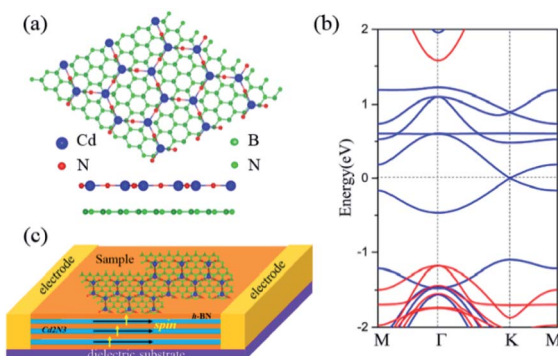 (a)
Cd
B
N
N
(b)
2
1
0
-1
-2
Energy(eV)
M
Γ
K
M
(c)
electrode
Sample
electrode
h-BN
Cd2N3
spin
dielectric substrate